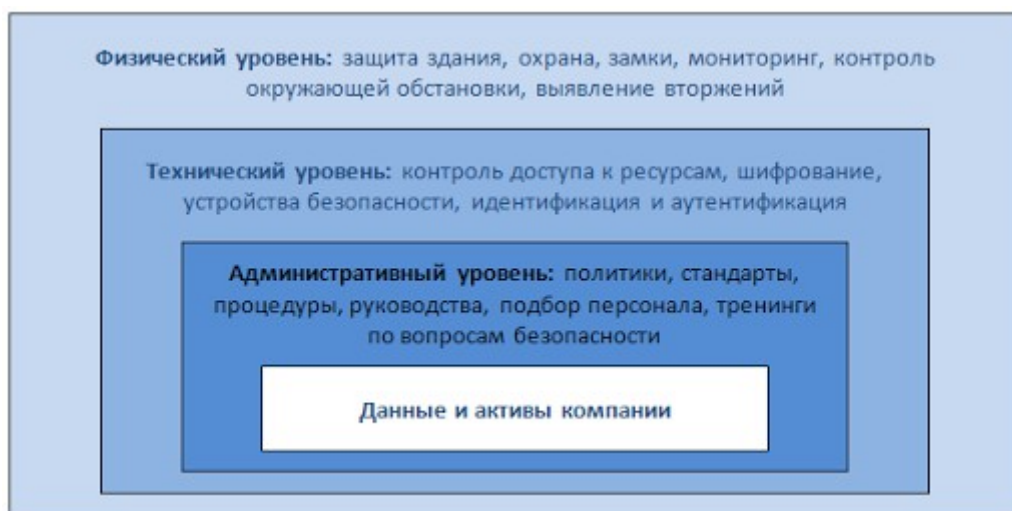 Физический уровень: защита здания, охрана, замки, мониторинг, контроль
окружающей обстановки, выявление вторжений
Технический уровень: контроль доступа к ресурсам, шифрование,
устройства безопасности, идентификация и аутентификация
Административный уровень: политики, стандарты,
процедуры, руководства, подбор персонала, тренинги
по вопросам безопасности
Данные и активы компании